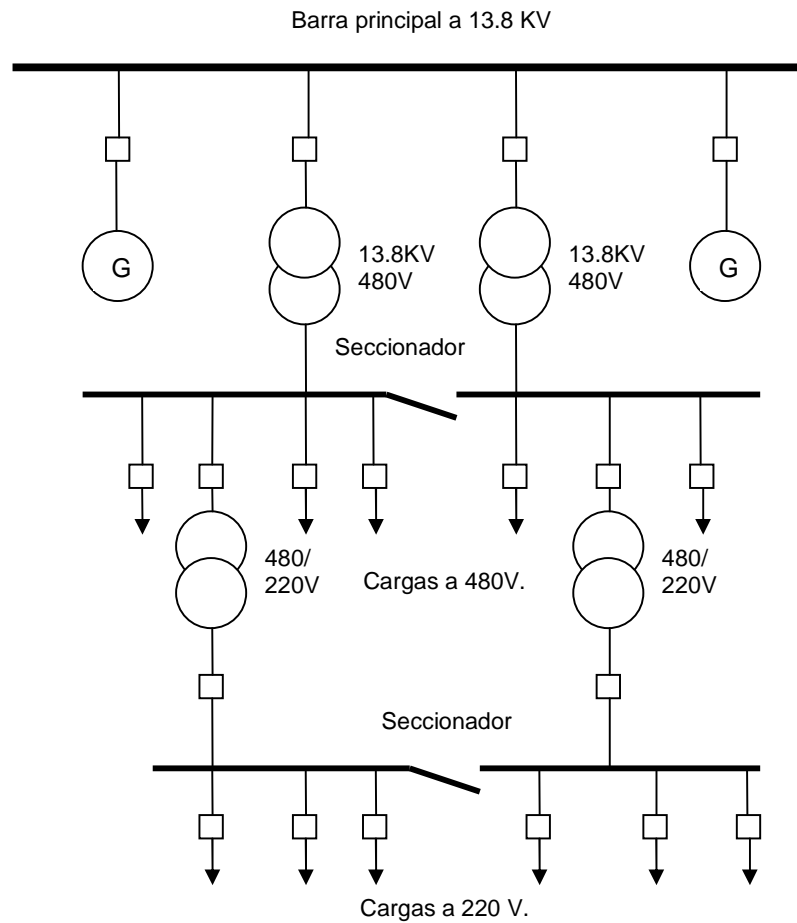 Barra principal a 13.8 KV
13.8KV
480V
13.8KV
480V
G
G
Seccionador
480/
220V
Cargas a 480V.
480/
220V
Seccionador
Cargas a 220 V.